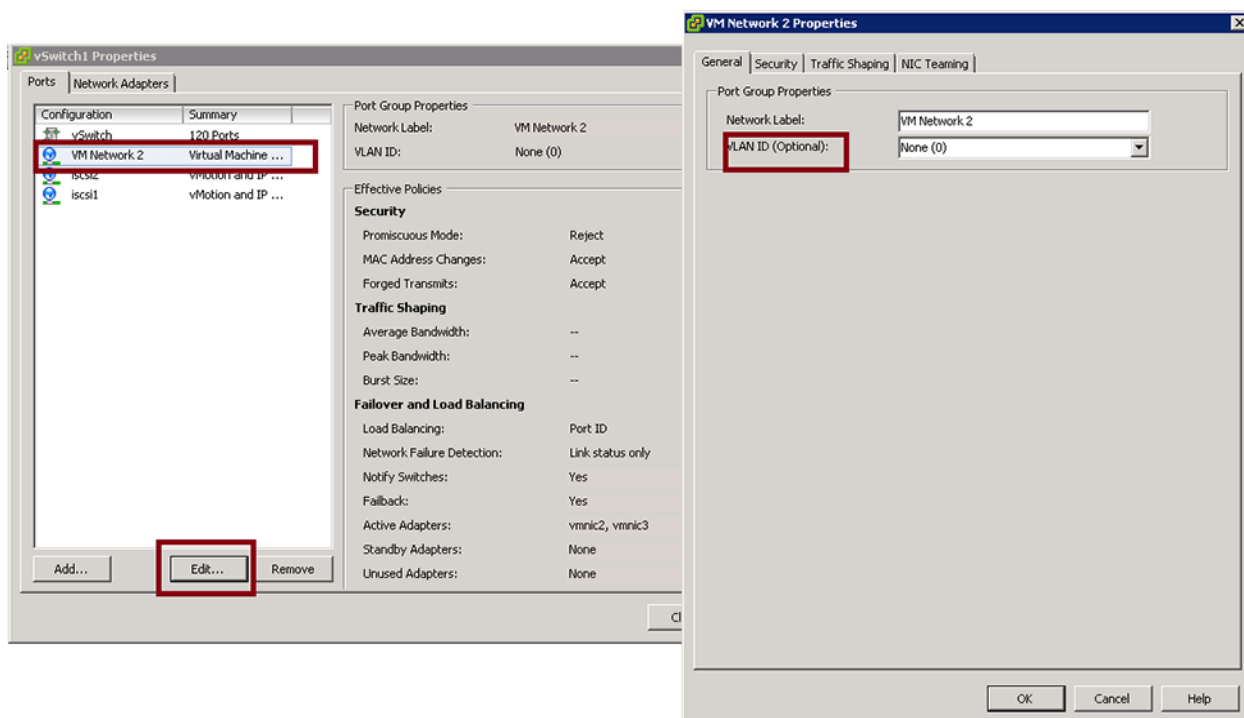 vSwitch1 Properties
Ports Network Adapters
Configuration Summary
vSwitch 120 Ports
VM Network 2 Virtual Machine ...
iscsi2 vMotion and IP ...
iscsi1 vMotion and IP ...
Add... Edit... Remove
Port Group Properties
Network Label: VM Network 2
VLAN ID: None (0)
Effective Policies
Security
Promiscuous Mode: Reject
MAC Address Changes: Accept
Forged Transmits: Accept
Traffic Shaping
Average Bandwidth: --
Peak Bandwidth: --
Burst Size: --
Failover and Load Balancing
Load Balancing: Port ID
Network Failure Detection: Link status only
Notify Switches: Yes
Failback: Yes
Active Adapters: vmnic2, vmnic3
Standby Adapters: None
Unused Adapters: None
Cl
VM Network 2 Properties
General Security Traffic Shaping NIC Teaming
Port Group Properties
Network Label: VM Network 2
VLAN ID (Optional): None (0)
OK Cancel Help